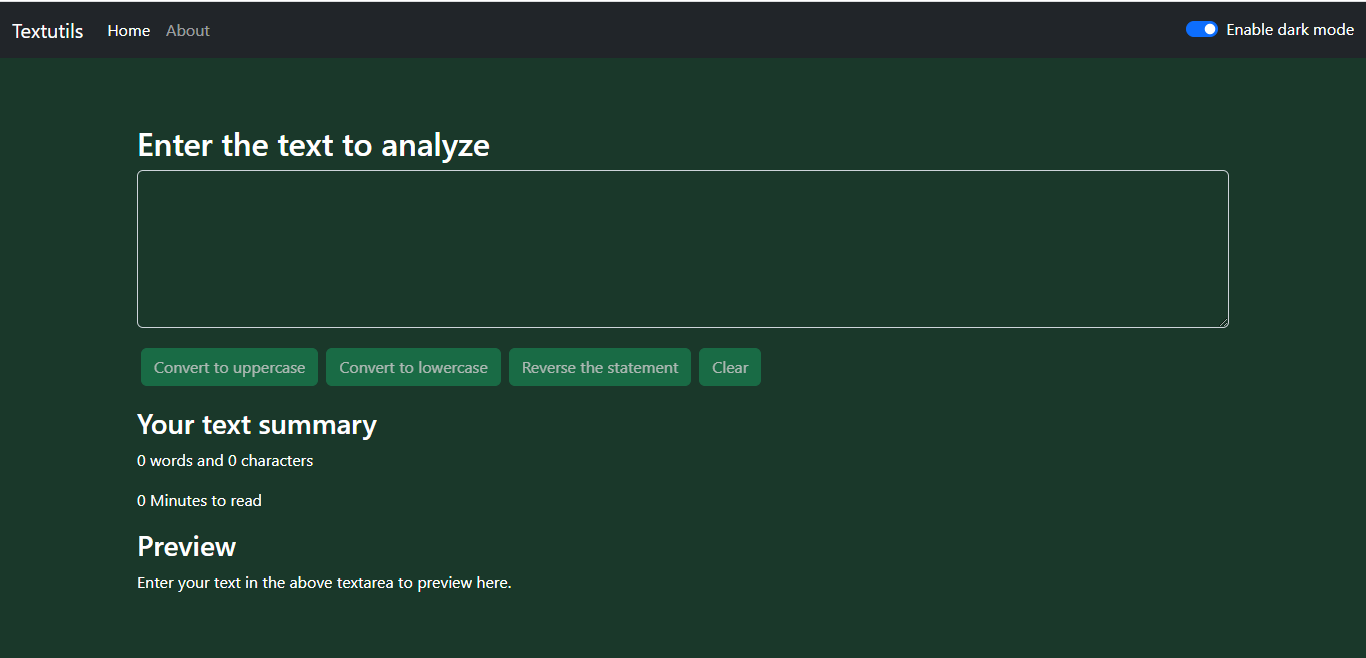 Textutils Home About Enable dark mode
Enter the text to analyze
Convert to uppercase Convert to lowercase Reverse the statement Clear
Your text summary
0 words and 0 characters
0 Minutes to read
Preview
Enter your text in the above textarea to preview here.